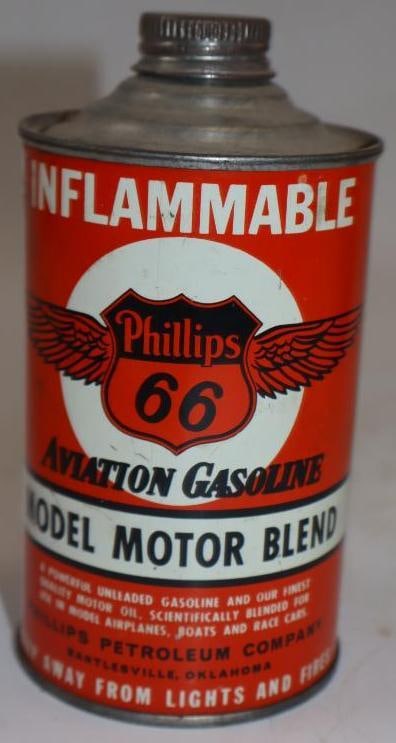 INFLAMMABLE
Phillips
66
AVIATION GASOLINE
MODEL MOTOR BLEND
A POWERFUL UNLEADED GASOLINE AND OUR FINEST
QUALITY MOTOR OIL, SCIENTIFICALLY BLENDED FOR
USE IN MODEL AIRPLANES, BOATS AND RACE CARS.
PHILLIPS PETROLEUM COMPANY
BARTLESVILLE, OKLAHOMA
AWAY FROM LIGHTS AND FIRES